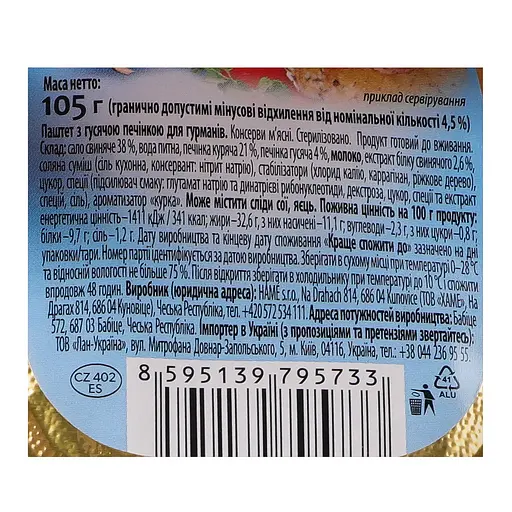 Маса нетто:
105 г (гранично допустимі мінусові відхилення від номінальної кількості 4,5 %)
приклад сервірування
Паштет з гусячою печінкою для гурманів. Консерви м'ясні. Стерилізовано. Продукт готовий до вживання.
Склад: сало свиняче 38 %, вода питна, печінка куряча 21 %, печінка гусяча 4 %, молоко, екстракт білку свинячого 2,6 %,
соляна суміш (сіль кухонна, консервант: нітрит натрію), стабілізатори (хлорид калію, каррагінан, ріжкове дерево),
цукор, спеції (підсилювач смаку: глутамат натрію та динатрієві рибонуклеотиди, декстроза, цукор, спеції та екстракт
спецій, сіль), ароматизатор «курка». Може містити сліди сої, яєць. Поживна цінність на 100 г продукту:
енергетична цінність–1411 кДж / 341 ккал; жири–32,6 г, з них насичені–11,1 г; вуглеводи–2,3 г, з них цукри–0,8 г;
білки–9,7 г; сіль–1,2 г. Дату виробництва та кінцеву дату споживання «Краще спожити до» зазначено на дні
упаковки/тари. Номер партії ідентифікується за датою виробництва. Зберігати в сухому місці при температурі 0–28 °C
та відносній вологості не більше 75 %. Після відкриття зберігати в холодильнику при температурі до 10 °C і спожити
впродовж 48 годин. Виробник (юридична адреса): HAMÉ s.r.o., Na Drahách 814, 686 04 Kunovice (ТОВ «ХАМЕ», На
Драгах 814, 686 04 Куновіце), Чеська Республіка, тел. +420 572 534 111. Адреса потужностей виробництва: Бабіце
572, 687 03 Бабіце, Чеська Республіка. Імпортер в Україні (з пропозиціями та претензіями звертатись):
ТОВ «Лан-Україна», вул. Митрофана Довнар-Запольського, 5, м. Київ, 04116, Україна, тел.: +38 044 236 95 55.
CZ 402
ES
8 595139 795733
41
ALU